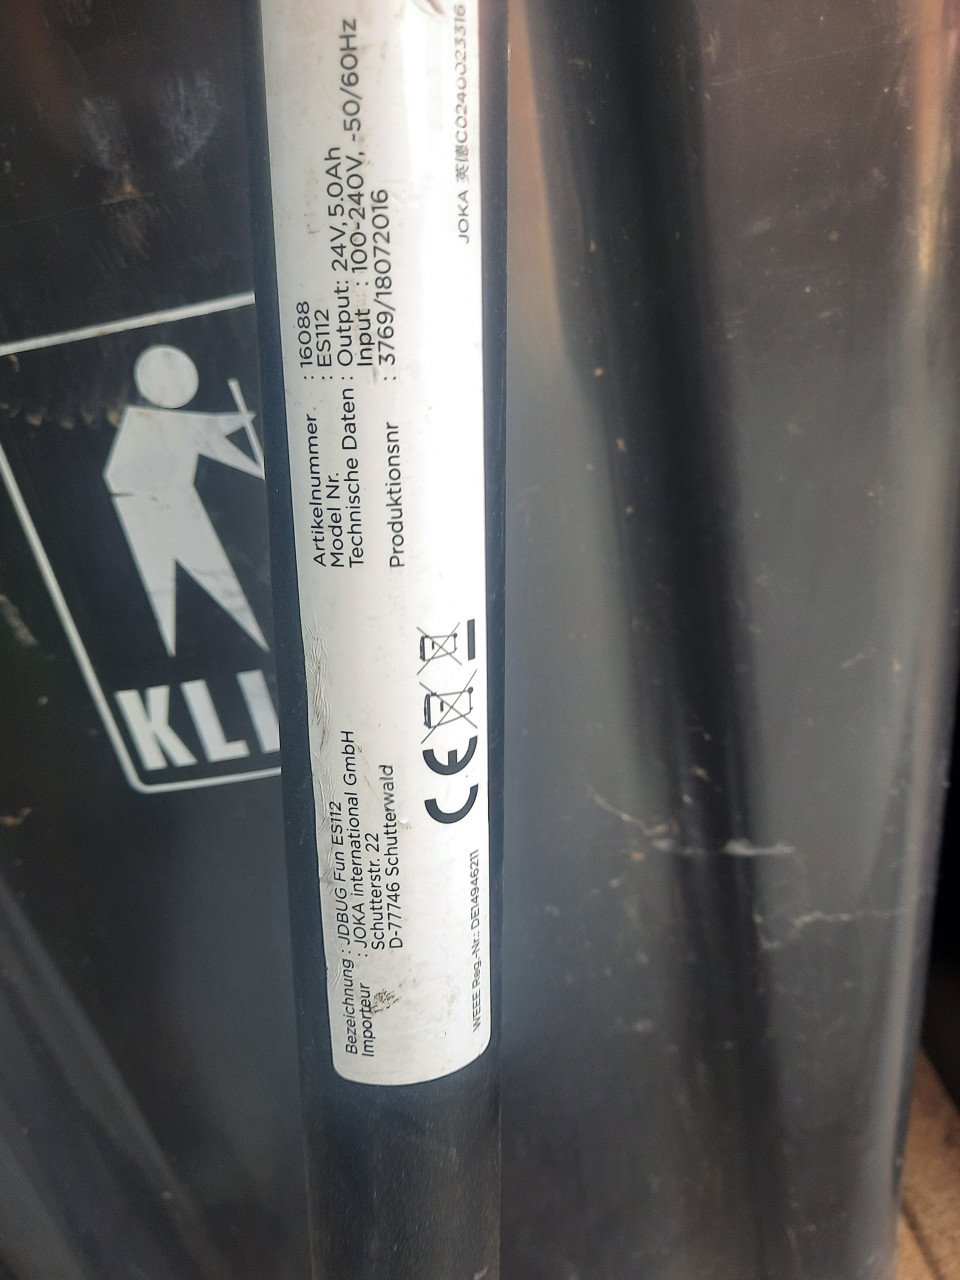 Bezeichnung : JDBUG Fun ES112
Importeur : JOKA international GmbH
Schutterstr. 22
D-77746 Schutterwald
WEEE Reg.-Nr.: DE14946211
CE
Artikelnummer : 16088
Model Nr. : ES112
Technische Daten : Output: 24V, 5.0Ah
Input : 100-240V, ~50/60Hz
Produktionsnr : 3769/18072016
JOKA 英德C0240023316
KLI